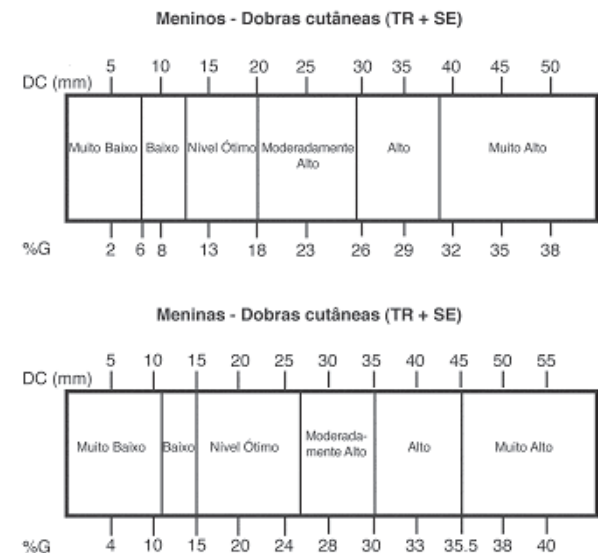 Meninos - Dobras cutâneas (TR + SE)
DC (mm) 5 10 15 20 25 30 35 40 45 50
Muito Baixo Baixo Nível Ótimo Moderadamente Alto Alto Muito Alto
%G 2 6 8 13 18 23 26 29 32 35 38
Meninas - Dobras cutâneas (TR + SE)
DC (mm) 5 10 15 20 25 30 35 40 45 50 55
Muito Baixo Baixo Nível Ótimo Moderada- mente Alto Alto Muito Alto
%G 4 10 15 20 24 28 30 33 35.5 38 40